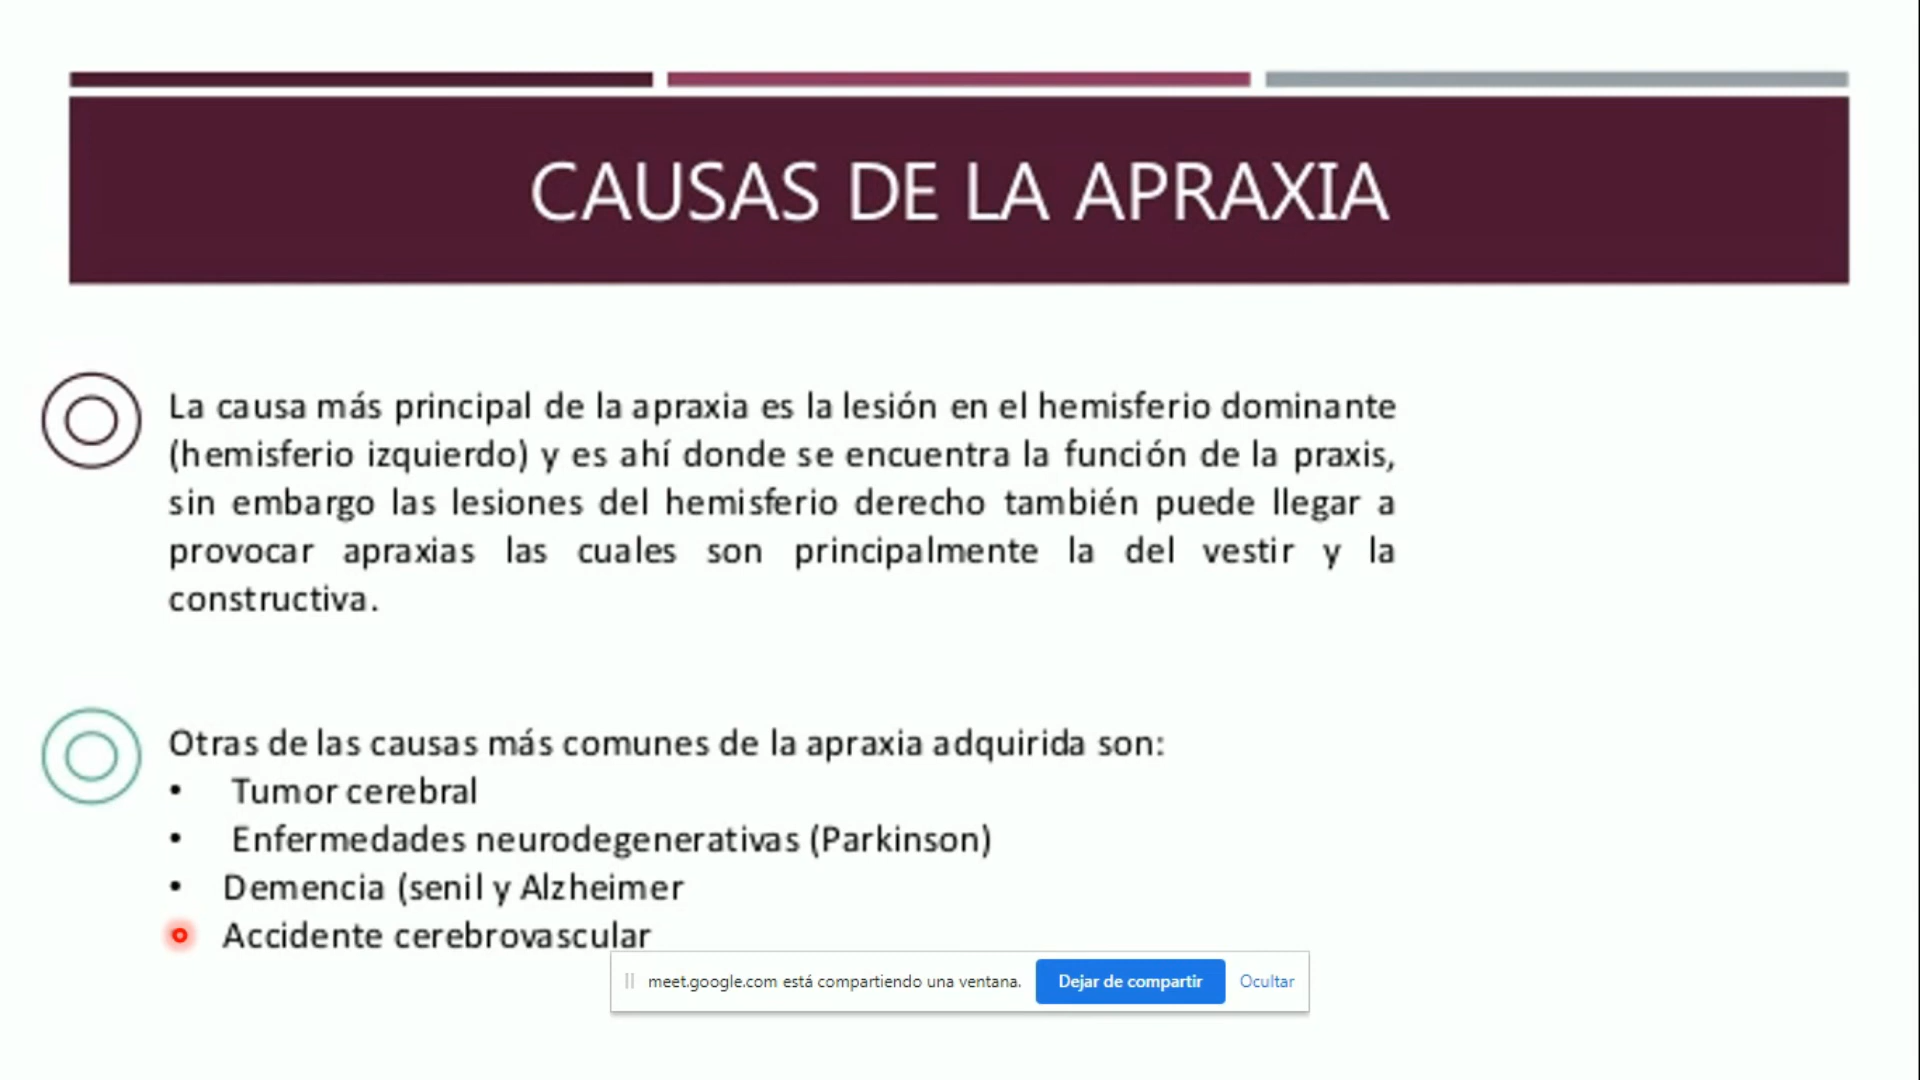 CAUSAS DE LA APRAXIA
La causa más principal de la apraxia es la lesión en el hemisferio dominante
(hemisferio izquierdo) y es ahí donde se encuentra la función de la praxis,
sin embargo las lesiones del hemisferio derecho también puede llegar a
provocar apraxias las cuales son principalmente la del vestir y la
constructiva.
Otras de las causas más comunes de la apraxia adquirida son:
• Tumor cerebral
• Enfermedades neurodegenerativas (Parkinson)
• Demencia (senil y Alzheimer
Accidente cerebrovascular
meet.google.com está compartiendo una ventana. Dejar de compartir Ocultar